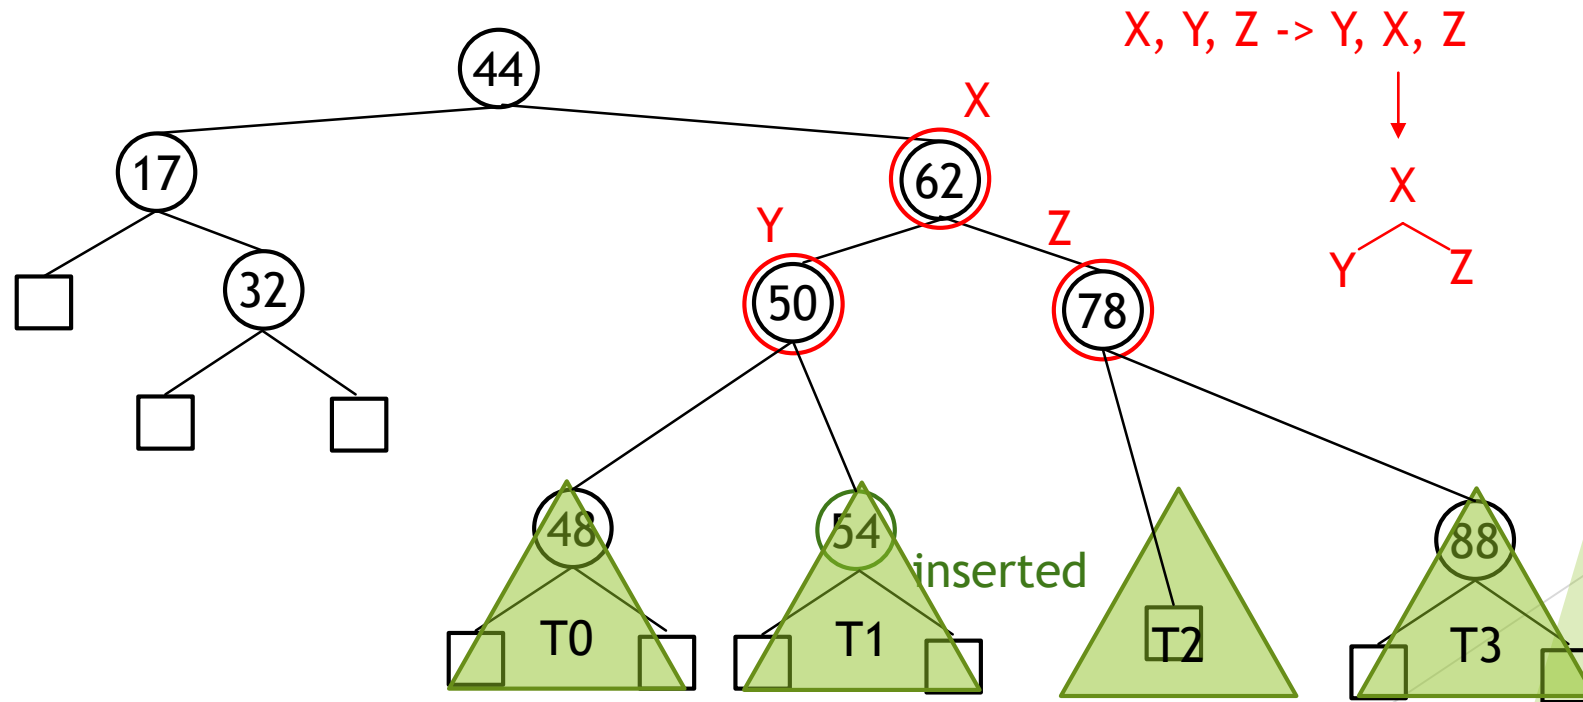 X, Y, Z -> Y, X, Z
44
X
17
62
X
Y
Z
32
50
78
Y
Z
48
54
88
inserted
T0
T1
T2
T3